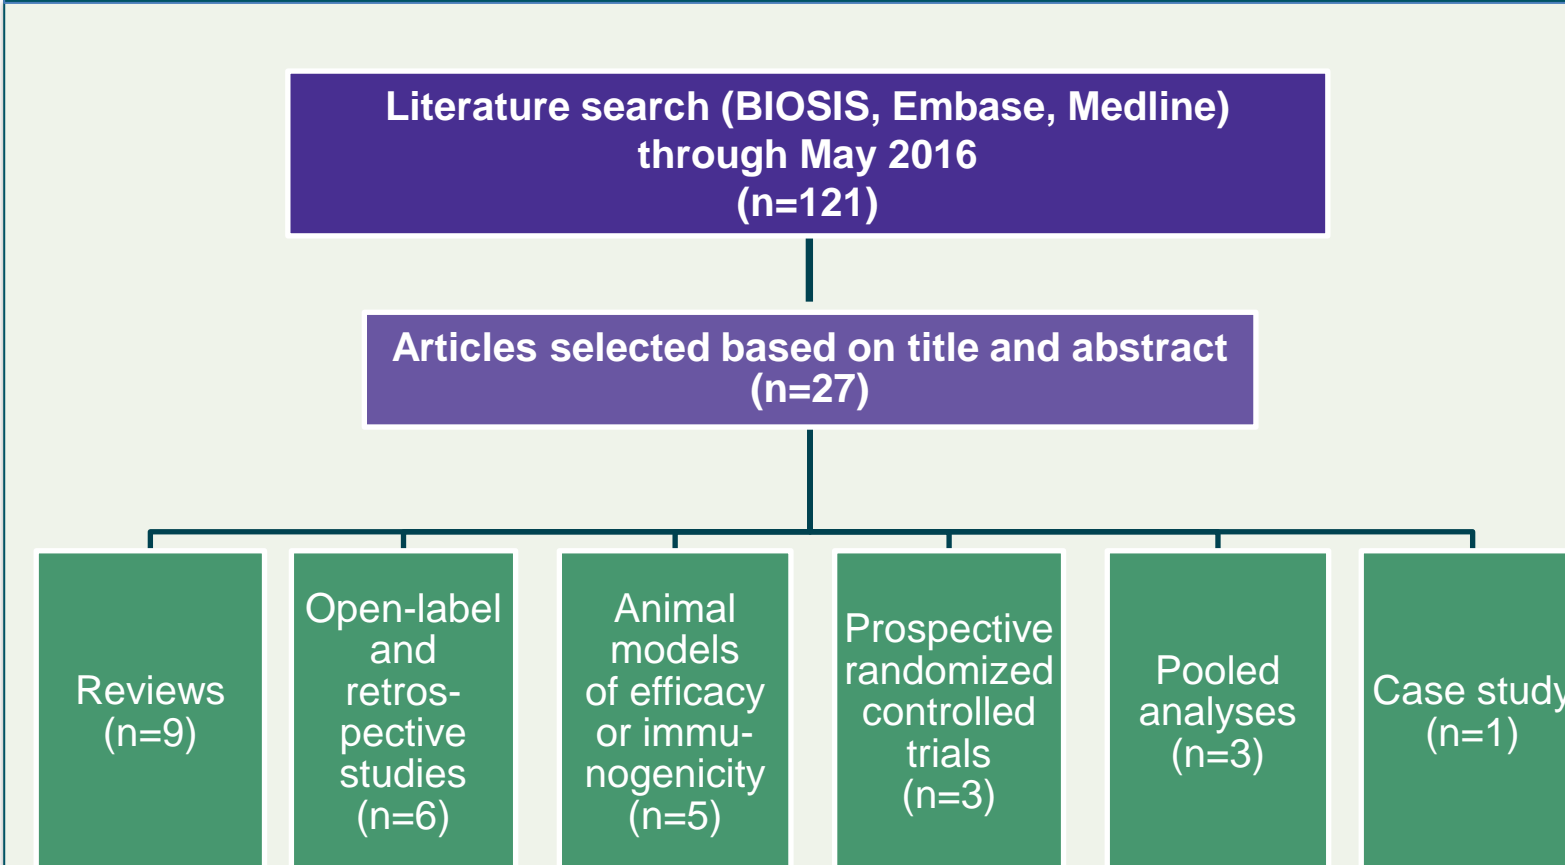 Literature search (BIOSIS, Embase, Medline)
through May 2016
(n=121)
Articles selected based on title and abstract
(n=27)
Reviews
(n=9)
Open-label
and
retros-
pective
studies
(n=6)
Animal
models
of efficacy
or immu-
nogenicity
(n=5)
Prospective
randomized
controlled
trials
(n=3)
Pooled
analyses
(n=3)
Case study
(n=1)